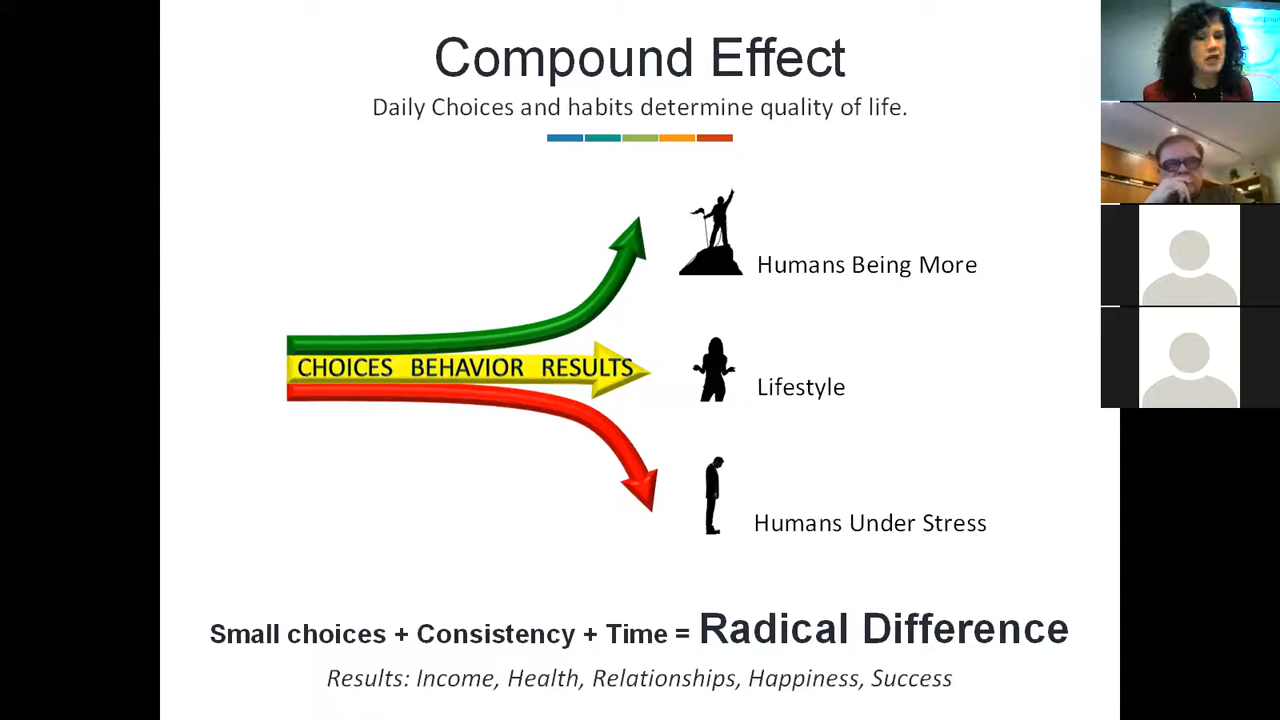 Compound Effect
Daily Choices and habits determine quality of life.
Humans Being More
CHOICES BEHAVIOR RESULTS
Lifestyle
Humans Under Stress
Small choices + Consistency + Time = Radical Difference
Results: Income, Health, Relationships, Happiness, Success